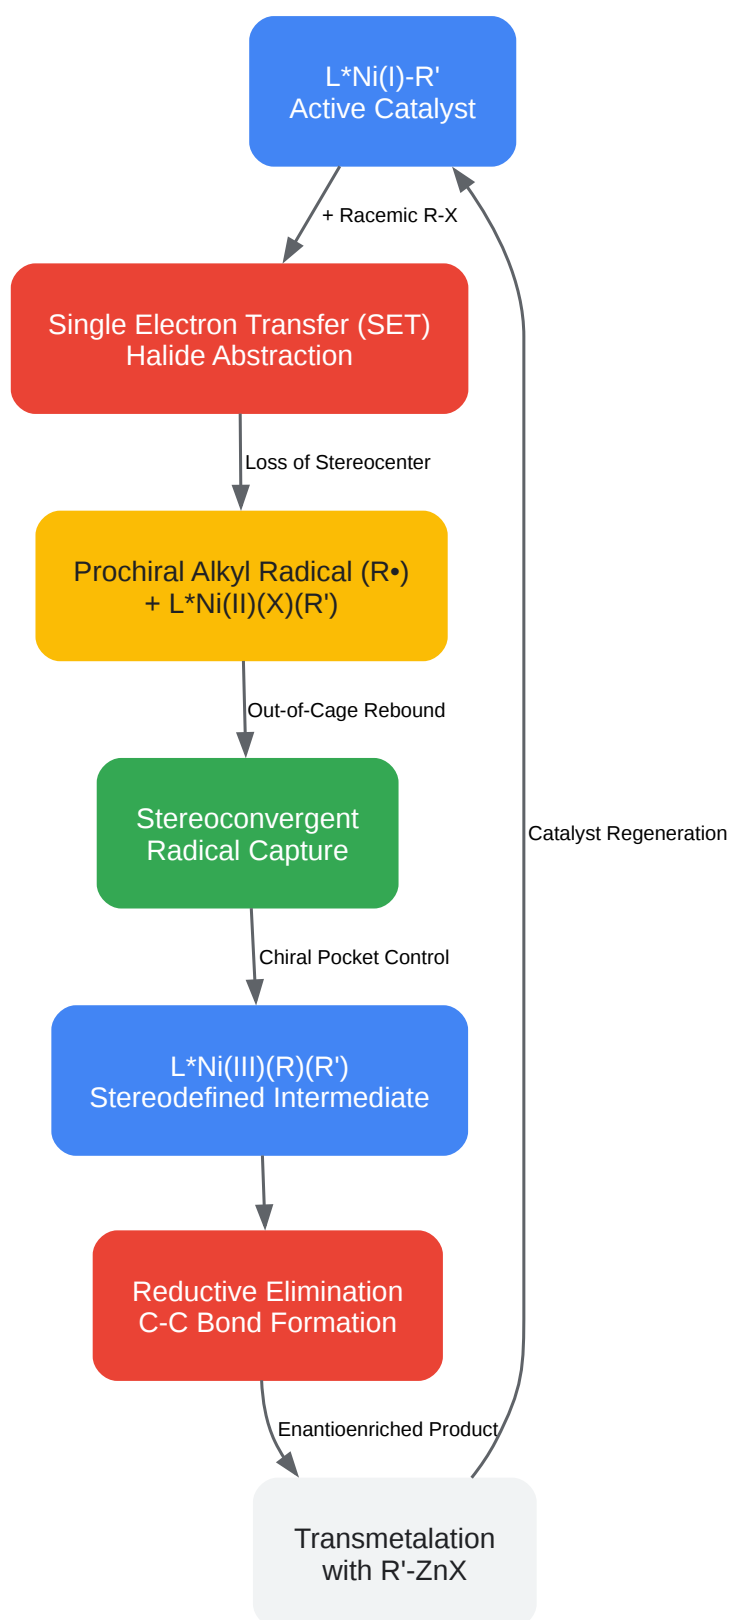 L*Ni(I)-R'
Active Catalyst
+ Racemic R-X
Single Electron Transfer (SET)
Halide Abstraction
Loss of Stereocenter
Prochiral Alkyl Radical (R•)
+ L*Ni(II)(X)(R')
Out-of-Cage Rebound
Stereoconvergent
Radical Capture
Catalyst Regeneration
Chiral Pocket Control
L*Ni(III)(R)(R')
Stereodefined Intermediate
Reductive Elimination
C-C Bond Formation
Enantioenriched Product
Transmetalation
with R'-ZnX